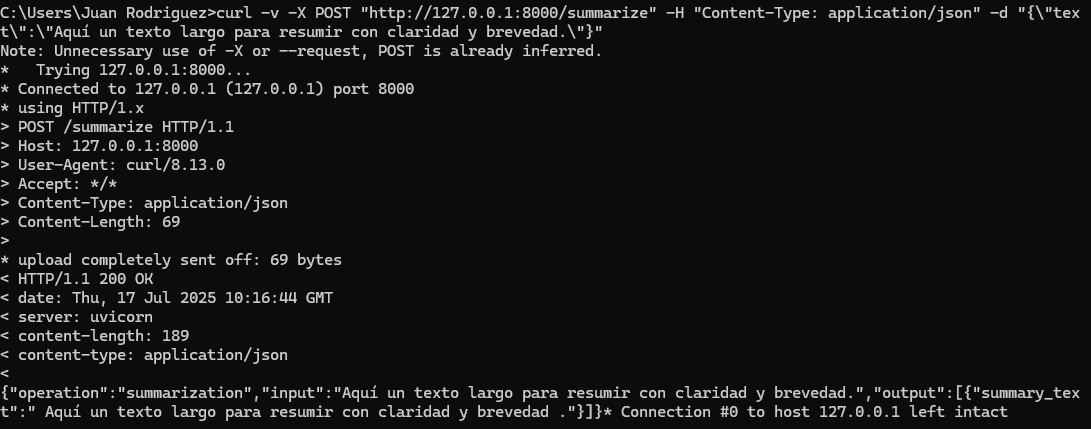 C:\Users\Juan Rodriguez>curl -v -X POST "http://127.0.0.1:8000/summarize" -H "Content-Type: application/json" -d "{\"tex
t\":\"Aquí un texto largo para resumir con claridad y brevedad.\"}"
Note: Unnecessary use of -X or --request, POST is already inferred.
*   Trying 127.0.0.1:8000...
* Connected to 127.0.0.1 (127.0.0.1) port 8000
* using HTTP/1.x
> POST /summarize HTTP/1.1
> Host: 127.0.0.1:8000
> User-Agent: curl/8.13.0
> Accept: */*
> Content-Type: application/json
> Content-Length: 69
>
* upload completely sent off: 69 bytes
< HTTP/1.1 200 OK
< date: Thu, 17 Jul 2025 10:16:44 GMT
< server: uvicorn
< content-length: 189
< content-type: application/json
<
{"operation":"summarization","input":"Aquí un texto largo para resumir con claridad y brevedad.","output":[{"summary_tex
t":" Aquí un texto largo para resumir con claridad y brevedad ."}]}* Connection #0 to host 127.0.0.1 left intact